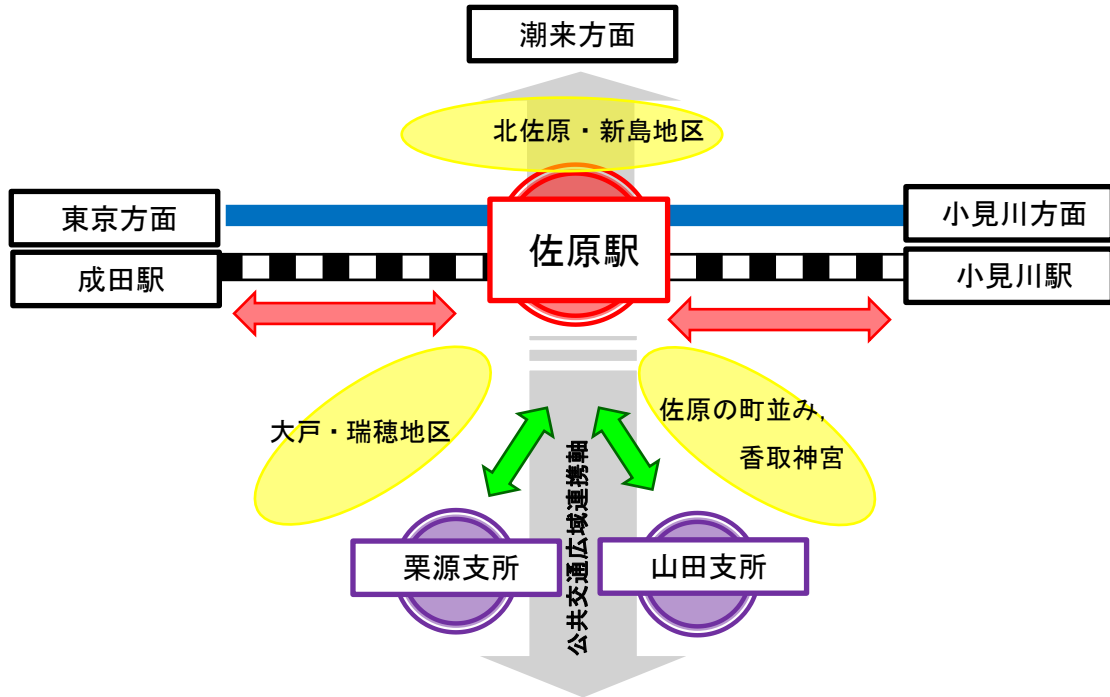 潮来方面
北佐原・新島地区
東京方面
小見川方面
佐原駅
成田駅
小見川駅
佐原の町並み,
香取神宮
大戸・瑞穂地区
公共交通広域連携軸
栗源支所
山田支所